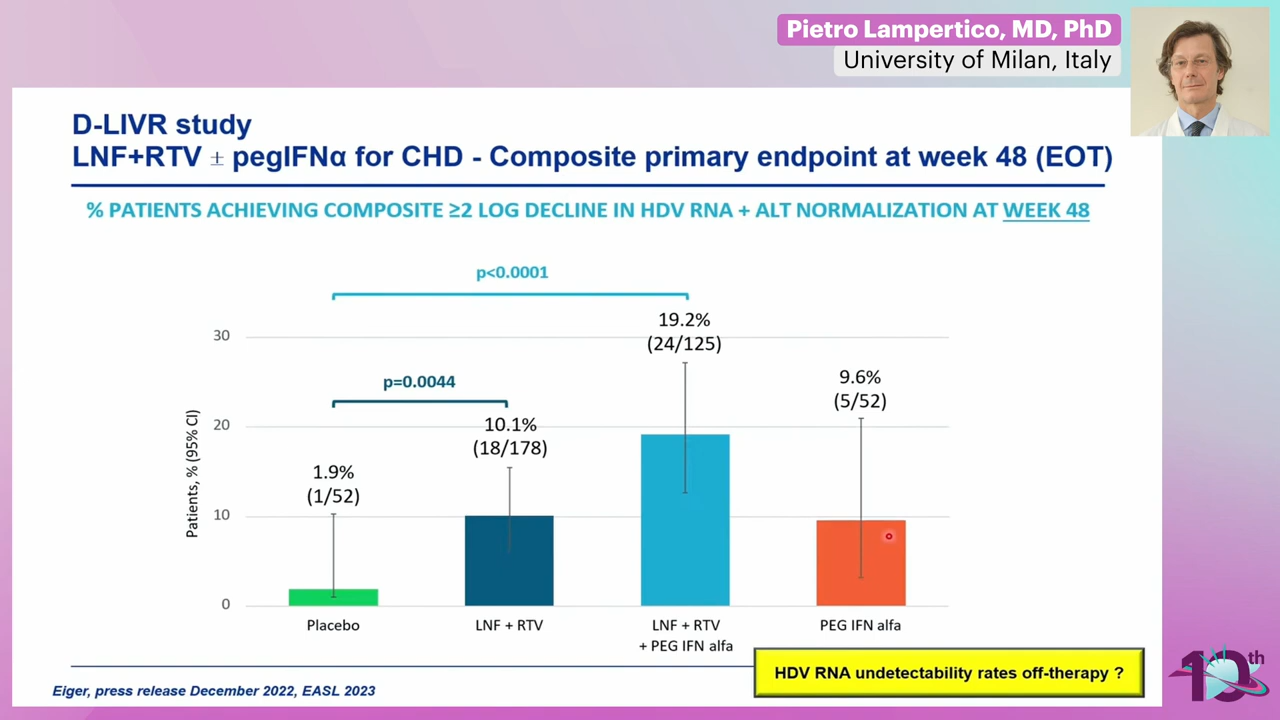 Pietro Lampertico, MD, PhD
University of Milan, Italy
D-LIVR study
LNF+RTV ± pegIFNα for CHD - Composite primary endpoint at week 48 (EOT)
% PATIENTS ACHIEVING COMPOSITE ≥2 LOG DECLINE IN HDV RNA + ALT NORMALIZATION AT WEEK 48
p<0.0001
19.2%
(24/125)
30
p=0.0044
9.6%
(5/52)
20
10.1%
(18/178)
1.9%
(1/52)
10
0
Patients, % (95% CI)
Placebo
LNF + RTV
LNF + RTV
+ PEG IFN alfa
PEG IFN alfa
HDV RNA undetectability rates off-therapy ?
Eiger, press release December 2022, EASL 2023
10th